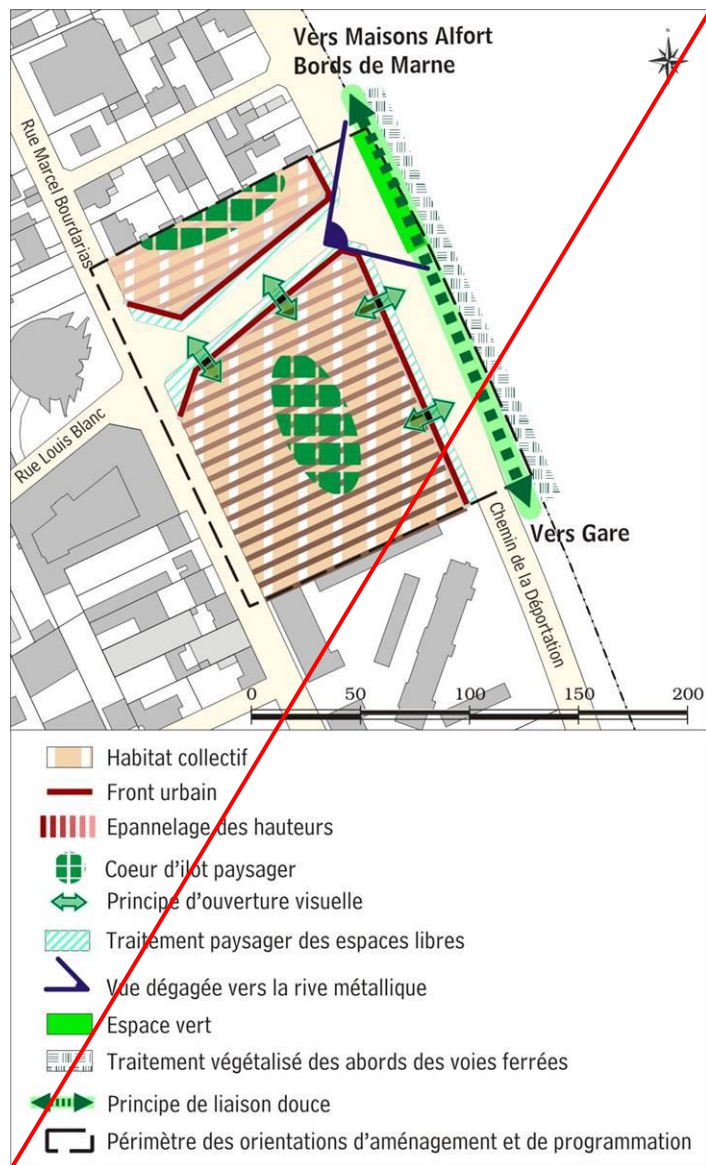 Vers Maisons Alfort
Bords de Marne
N
Rue Marcel Bourdarias
Rue Louis Blanc
Vers Gare
Chemin de la Déportation
0 50 100 150 200
Habitat collectif
Front urbain
Epannelage des hauteurs
Coeur d'ilot paysager
Principe d'ouverture visuelle
Traitement paysager des espaces libres
Vue dégagée vers la rive métallique
Espace vert
Traitement végétalisé des abords des voies ferrées
Principe de liaison douce
Périmètre des orientations d'aménagement et de programmation